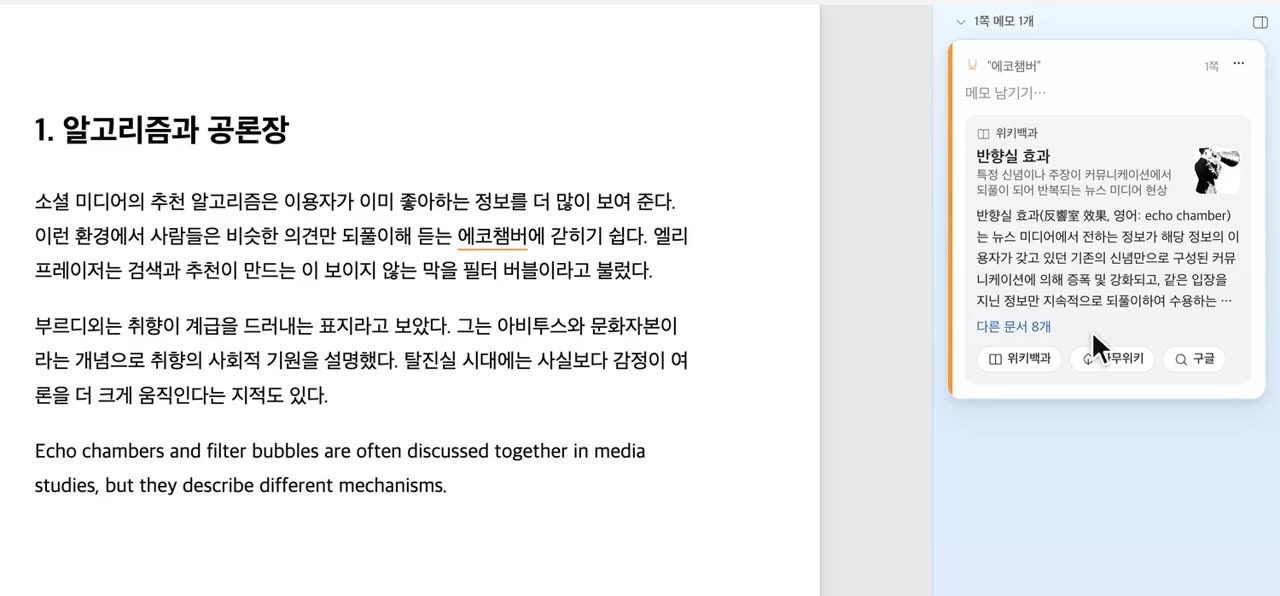 1. 알고리즘과 공론장
소셜 미디어의 추천 알고리즘은 이용자가 이미 좋아하는 정보를 더 많이 보여 준다.
이런 환경에서 사람들은 비슷한 의견만 되풀이해 듣는 에코챔버에 갇히기 쉽다. 엘리
프레이저는 검색과 추천이 만드는 이 보이지 않는 막을 필터 버블이라고 불렀다.
부르디외는 취향이 계급을 드러내는 표지라고 보았다. 그는 아비투스와 문화자본이
라는 개념으로 취향의 사회적 기원을 설명했다. 탈진실 시대에는 사실보다 감정이 여
론을 더 크게 움직인다는 지적도 있다.
Echo chambers and filter bubbles are often discussed together in media
studies, but they describe different mechanisms.
1쪽 메모 1개
“에코챔버”
1쪽
메모 남기기…
위키백과
반향실 효과
특정 신념이나 주장이 커뮤니케이션에서
되풀이 되어 반복되는 뉴스 미디어 현상
반향실 효과(反響室 效果, 영어: echo chamber)
는 뉴스 미디어에서 전하는 정보가 해당 정보의 이
용자가 갖고 있던 기존의 신념만으로 구성된 커뮤
니케이션에 의해 증폭 및 강화되고, 같은 입장을
지닌 정보만 지속적으로 되풀이하여 수용하는 …
다른 문서 8개
위키백과
구글